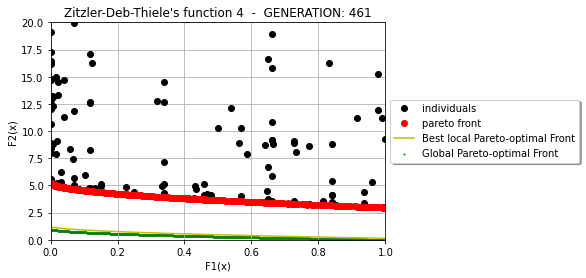 Zitzler-Deb-Thiele's function 4 - GENERATION: 461
20.0
17.5
15.0
12.5
10.0
7.5
5.0
2.5
0.0
F2(x)
0.0 0.2 0.4 0.6 0.8 1.0
F1(x)
individuals
pareto front
Best local Pareto-optimal Front
Global Pareto-optimal Front